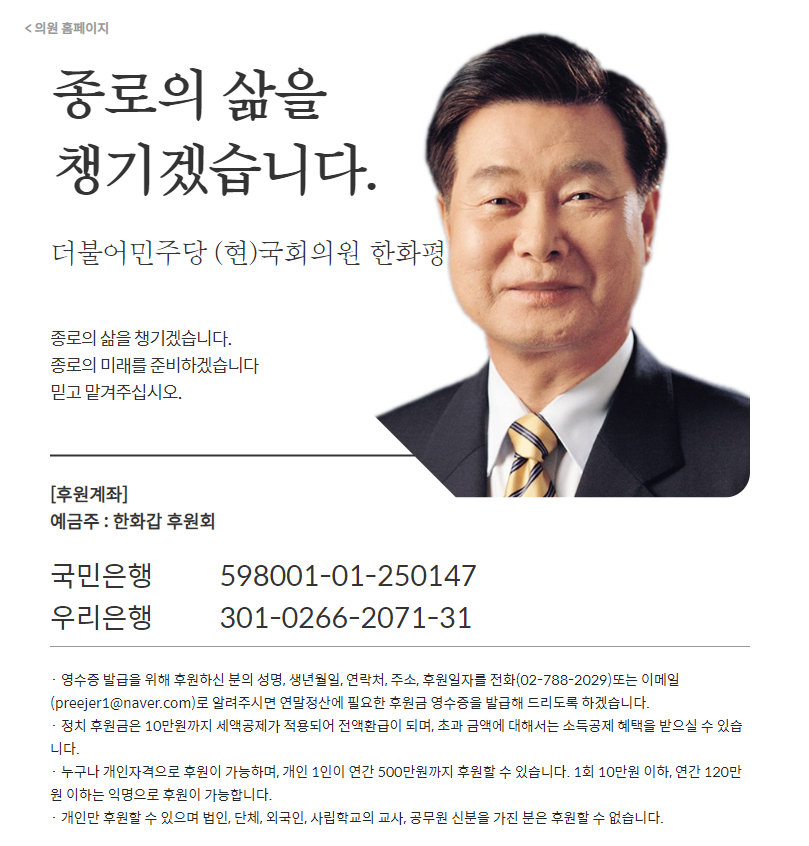 < 의원 홈페이지
종로의 삶을
챙기겠습니다.
더불어민주당 (현)국회의원 한화평
종로의 삶을 챙기겠습니다.
종로의 미래를 준비하겠습니다
믿고 맡겨주십시오.
[후원계좌]
예금주 : 한화갑 후원회
국민은행 598001-01-250147
우리은행 301-0266-2071-31
· 영수증 발급을 위해 후원하신 분의 성명, 생년월일, 연락처, 주소, 후원일자를 전화(02-788-2029)또는 이메일
(preejer1@naver.com)로 알려주시면 연말정산에 필요한 후원금 영수증을 발급해 드리도록 하겠습니다.
· 정치 후원금은 10만원까지 세액공제가 적용되어 전액환급이 되며, 초과 금액에 대해서는 소득공제 혜택을 받으실 수 있습
니다.
· 누구나 개인자격으로 후원이 가능하며, 개인 1인이 연간 500만원까지 후원할 수 있습니다. 1회 10만원 이하, 연간 120만
원 이하는 익명으로 후원이 가능합니다.
· 개인만 후원할 수 있으며 법인, 단체, 외국인, 사립학교의 교사, 공무원 신분을 가진 분은 후원할 수 없습니다.